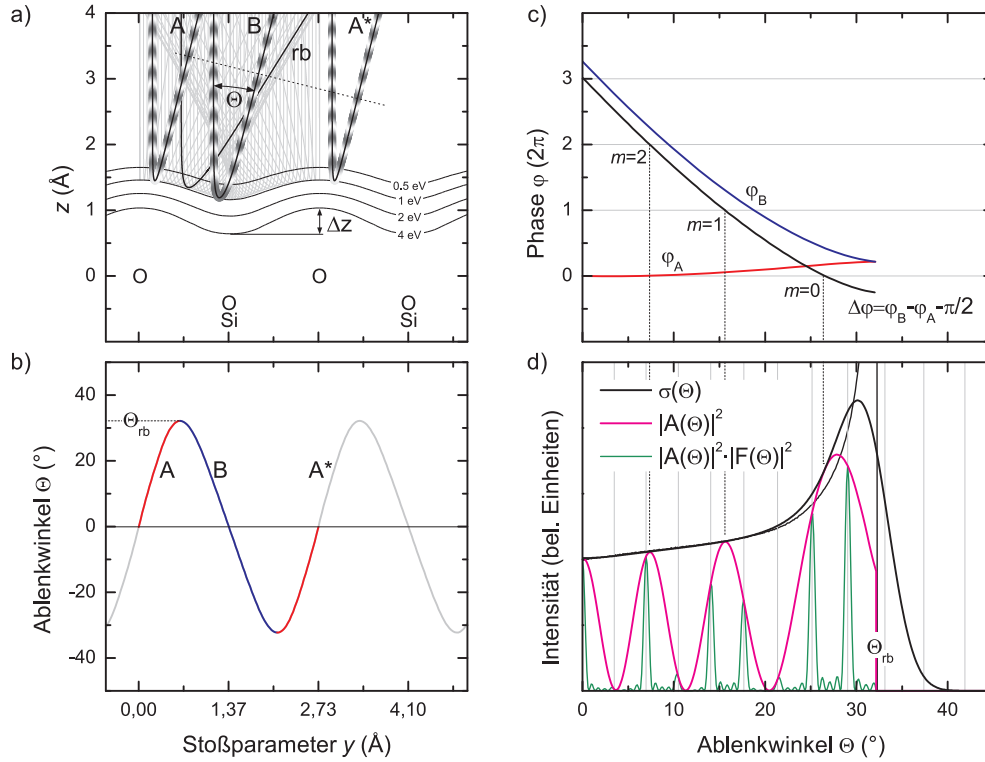 a)
A
B
A*
rb
Θ
z (Å)
4
3
2
1
0
0.5 eV
1 eV
2 eV
4 eV
Δz
O
O
Si
O
O
Si
b)
Ablenkwinkel Θ (°)
40
20
0
-20
-40
Θrb
A
B
A*
0,00
1,37
2,73
4,10
Stoßparameter y (Å)
c)
Phase φ (2π)
3
2
1
0
m=2
m=1
m=0
φB
φA
Δφ=φB-φA-π/2
d)
Intensität (bel. Einheiten)
σ(Θ)
|A(Θ)|²
|A(Θ)|²·|F(Θ)|²
Θrb
0
10
20
30
40
Ablenkwinkel Θ (°)